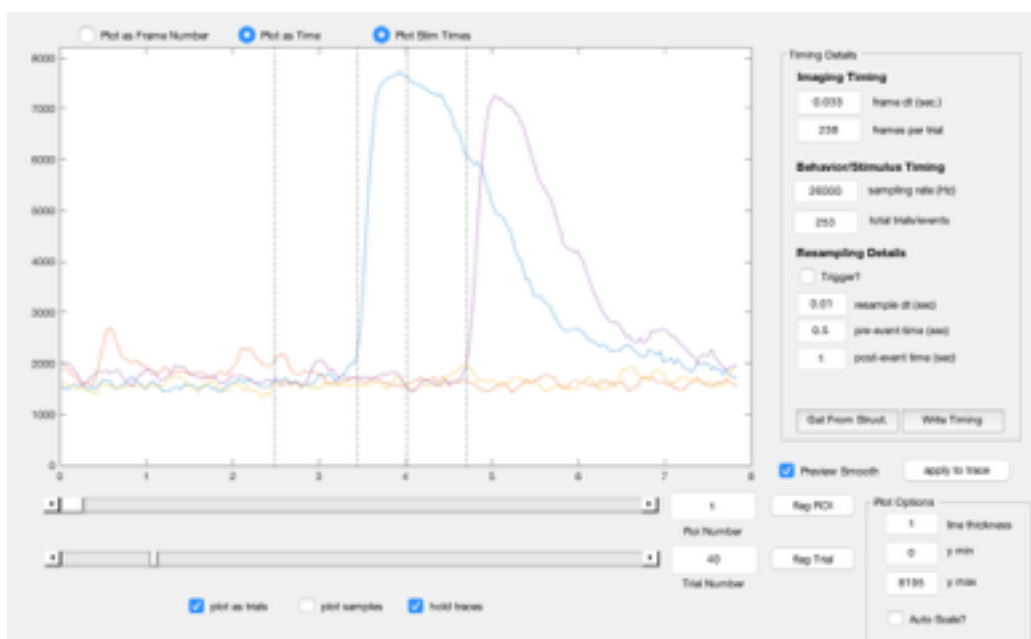 Plot as Frame Number Plot as Time Plot Stim Times
8000
7000
6000
5000
4000
3000
2000
1000
0
0 1 2 3 4 5 6 7 8
Timing Details
Imaging Timing
0.033 frame dt (sec.)
238 frames per trial
Behavior/Stimulus Timing
26000 sampling rate (Hz)
253 total trials/events
Resampling Details
Trigger?
0.01 resample dt (sec)
0.5 pre-event time (sec)
1 post-event time (sec)
Get From Struct. Write Timing
Preview Smooth apply to trace
1 flag ROI
Roi Number
40 flag Trial
Trial Number
plot as trials plot samples hold traces
Plot Options
1 line thickness
0 y min
8195 y max
Auto Scale?